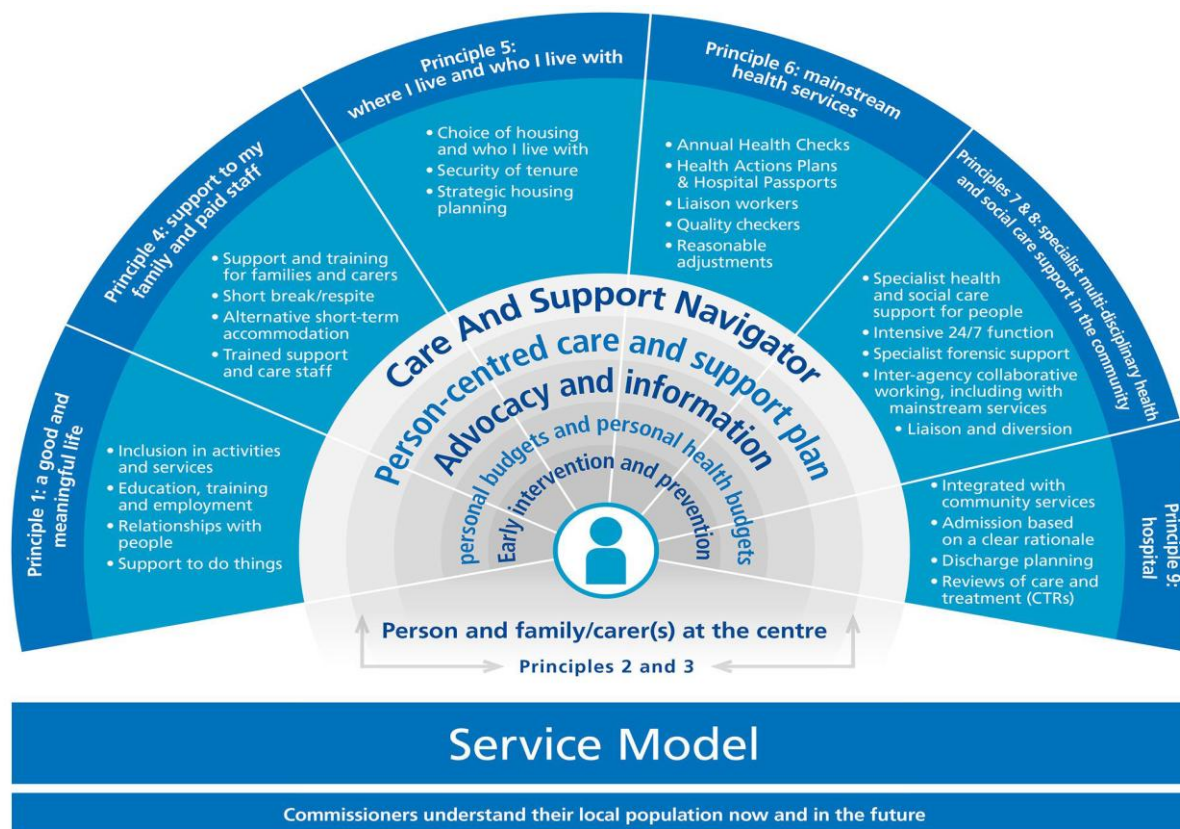 Principle 1: a good and
meaningful life
• Inclusion in activities
and services
• Education, training
and employment
• Relationships with
people
• Support to do things
Principle 4: support to my
family and paid staff
• Support and training
for families and carers
• Short break/respite
• Alternative short-term
accommodation
• Trained support
and care staff
Principle 5:
where I live and who I live with
• Choice of housing
and who I live with
• Security of tenure
• Strategic housing
planning
Principle 6: mainstream
health services
• Annual Health Checks
• Health Actions Plans
& Hospital Passports
• Liaison workers
• Quality checkers
• Reasonable
adjustments
Principles 7 & 8: specialist multi-disciplinary health
and social care support in the community
• Specialist health
and social care
support for people
• Intensive 24/7 function
• Specialist forensic support
• Inter-agency collaborative
working, including with
mainstream services
• Liaison and diversion
Principle 9:
hospital
• Integrated with
community services
• Admission based
on a clear rationale
• Discharge planning
• Reviews of care and
treatment (CTRs)
Care And Support Navigator
Person-centred care and support plan
Advocacy and information
personal budgets and personal health budgets
Early intervention and prevention
Person and family/carer(s) at the centre
Principles 2 and 3
Service Model
Commissioners understand their local population now and in the future